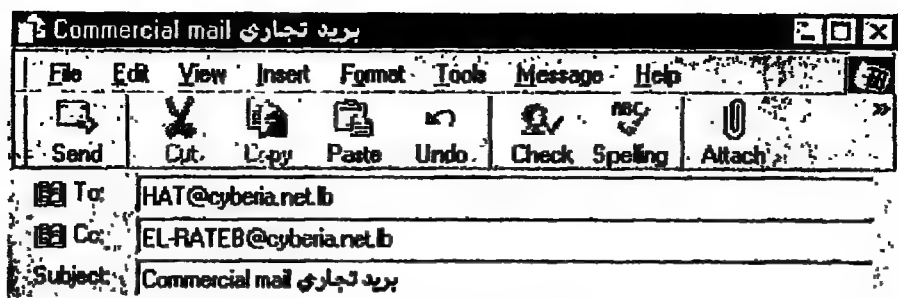 Commercial mail بريد تجاري
File Edit View Insert Format Tools Message Help
Send Cut Copy Paste Undo Check Spelling Attach »
To: HAT@cyberia.net.lb
Cc: EL-RATEB@cyberia.net.lb
Subject: Commercial mail بريد تجاري